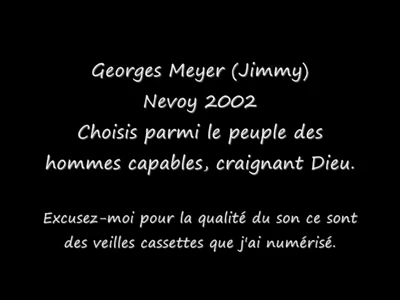 Georges Meyer (Jimmy)
Nevoy 2002
Choisis parmi le peuple des
hommes capables, craignant Dieu.
Excusez-moi pour la qualité du son ce sont
des veilles cassettes que j'ai numérisé.